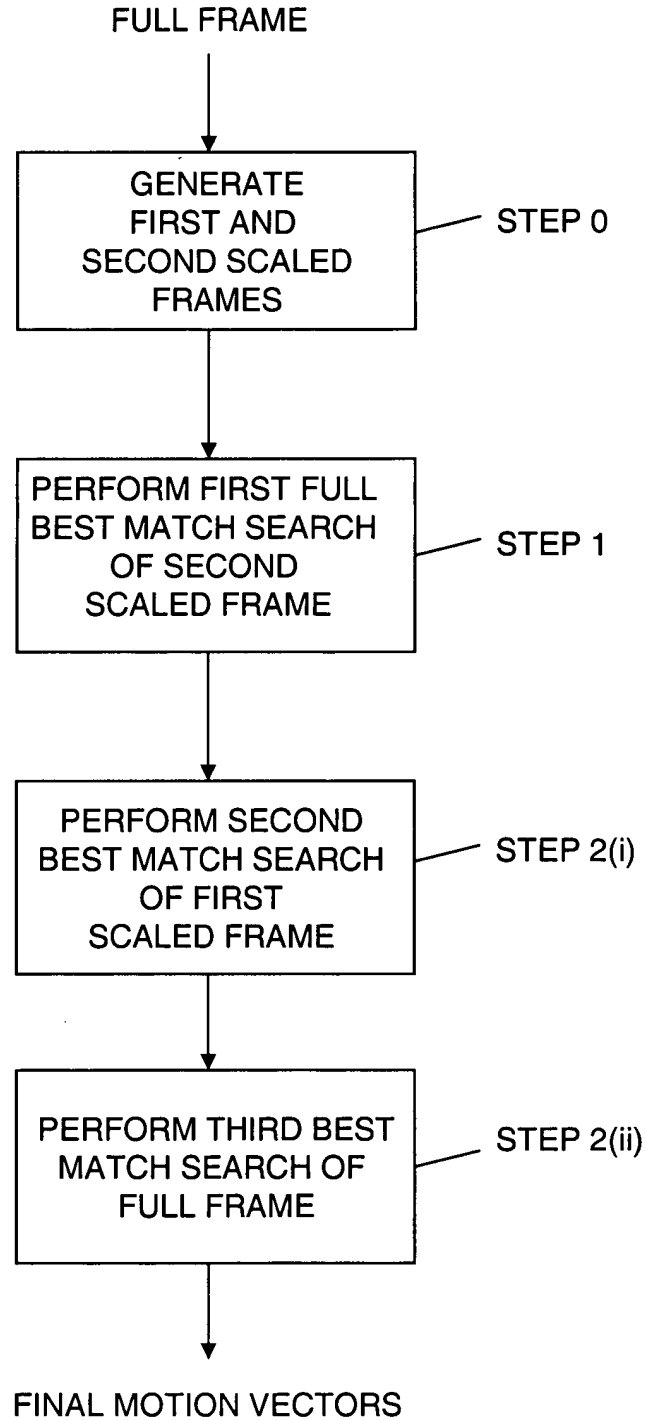 FULL FRAME
GENERATE
FIRST AND
SECOND SCALED
FRAMES
STEP 0
PERFORM FIRST FULL
BEST MATCH SEARCH
OF SECOND
SCALED FRAME
STEP 1
PERFORM SECOND
BEST MATCH SEARCH
OF FIRST
SCALED FRAME
STEP 2(i)
PERFORM THIRD BEST
MATCH SEARCH OF
FULL FRAME
STEP 2(ii)
FINAL MOTION VECTORS